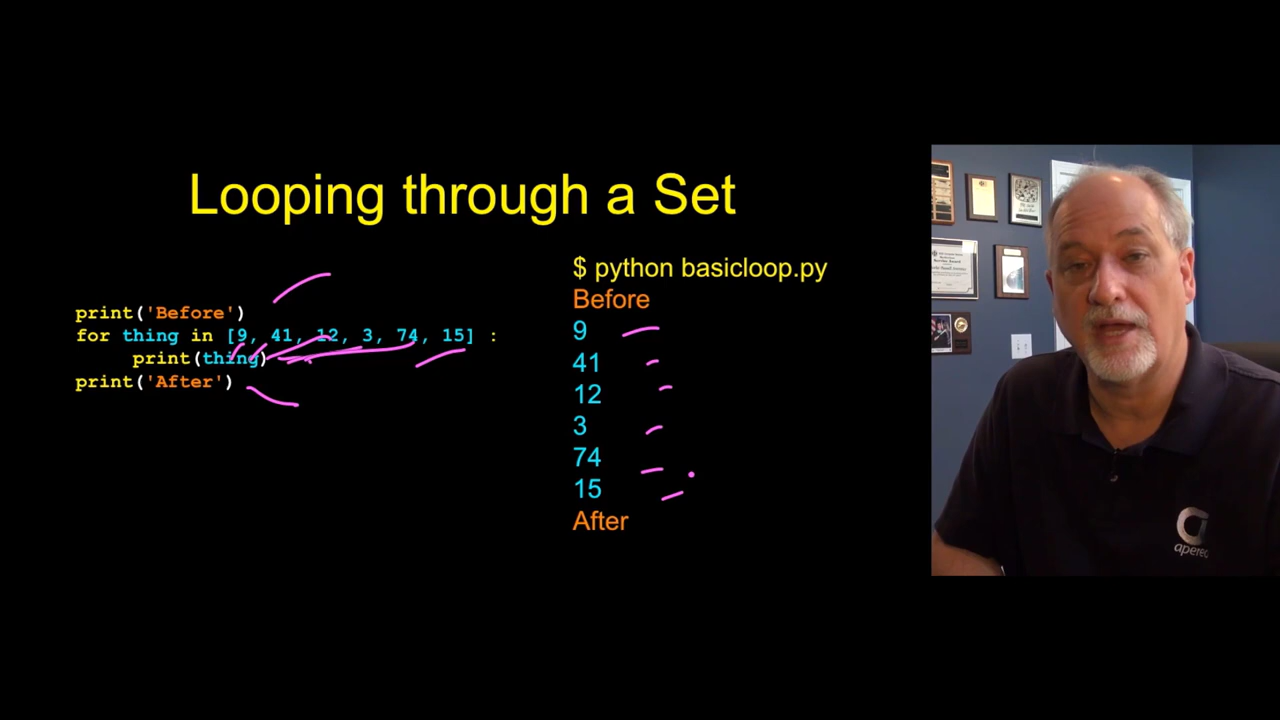 Looping through a Set
print('Before')
for thing in [9, 41, 12, 3, 74, 15] :
     print(thing)
print('After')
$ python basicloop.py
Before
9
41
12
3
74
15
After